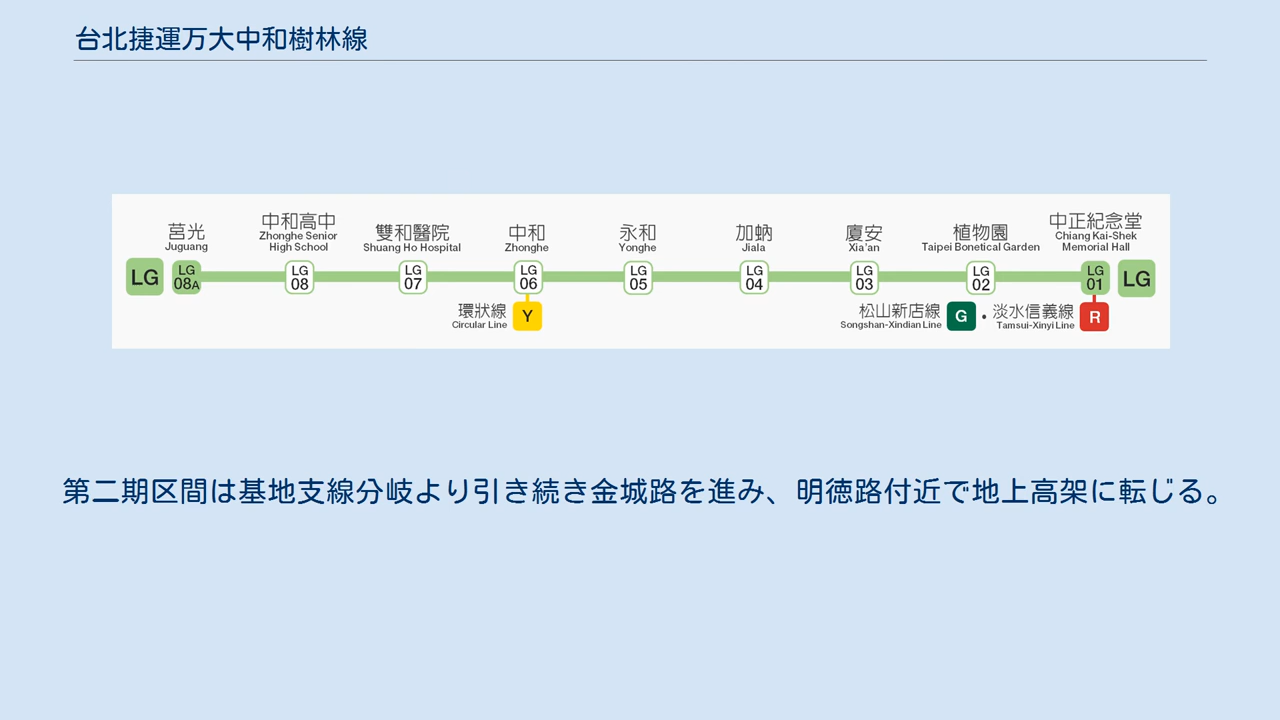 台北捷運万大中和樹林線
莒光
Juguang
中和高中
Zhonghe Senior
High School
雙和醫院
Shuang Ho Hospital
中和
Zhonghe
永和
Yonghe
加蚋
Jiala
廈安
Xia'an
植物園
Taipei Bonetical Garden
中正紀念堂
Chiang Kai-Shek
Memorial Hall
LG
LG
08A
LG
08
LG
07
LG
06
LG
05
LG
04
LG
03
LG
02
LG
01
LG
環狀線
Circular Line
Y
松山新店線
Songshan-Xindian Line
G
・
淡水信義線
Tamsui-Xinyi Line
R
第二期区間は基地支線分岐より引き続き金城路を進み、明徳路付近で地上高架に転じる。